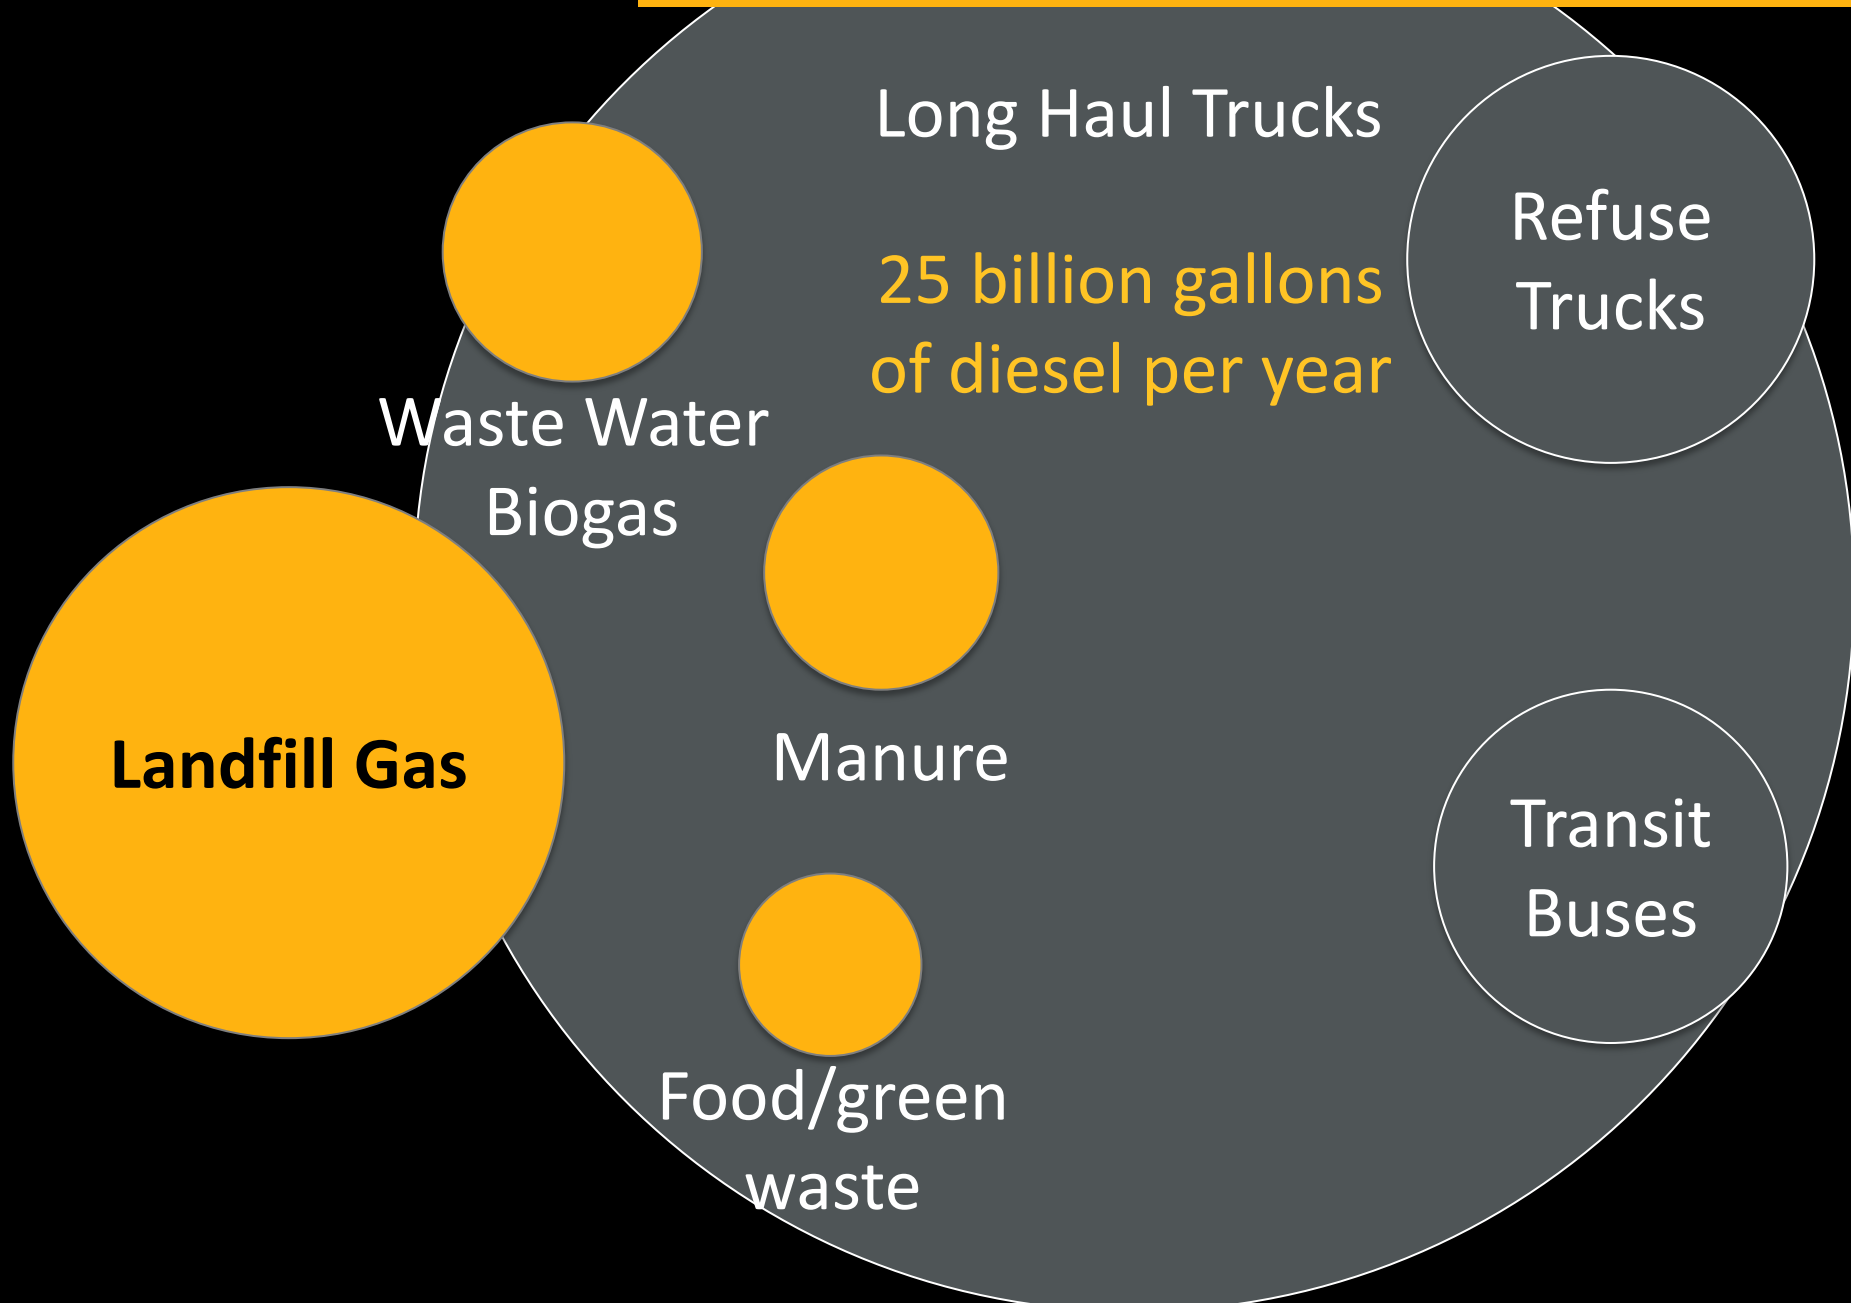 Long Haul Trucks
25 billion gallons
of diesel per year
Refuse
Trucks
Waste Water
Biogas
Landfill Gas
Manure
Transit
Buses
Food/green
waste